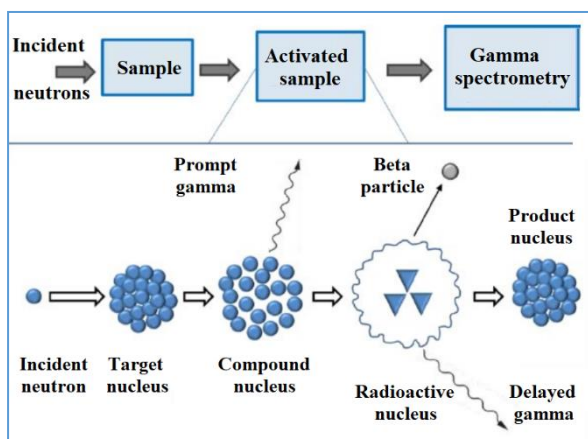 Incident
neutrons
Sample
Activated
sample
Gamma
spectrometry
Prompt
gamma
Beta
particle
Product
nucleus
Incident
neutron
Target
nucleus
Compound
nucleus
Radioactive
nucleus
Delayed
gamma